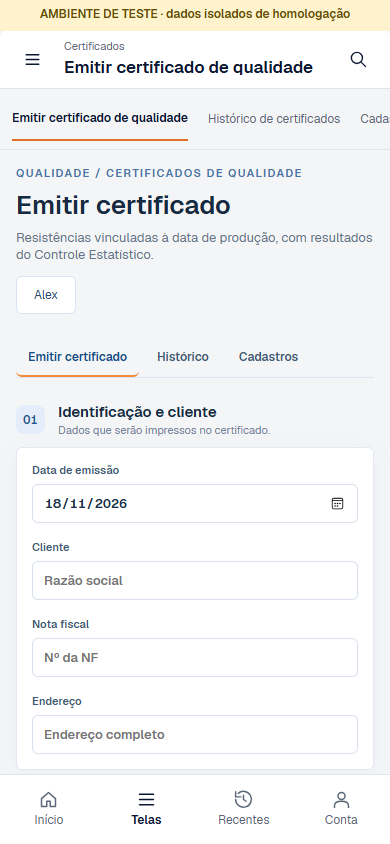 AMBIENTE DE TESTE · dados isolados de homologação
Certificados
Emitir certificado de qualidade
Emitir certificado de qualidade Histórico de certificados
QUALIDADE / CERTIFICADOS DE QUALIDADE
Emitir certificado
Resistências vinculadas à data de produção, com resultados
do Controle Estatístico.
Alex
Emitir certificado Histórico Cadastros
01 Identificação e cliente
Dados que serão impressos no certificado.
Data de emissão
18/11/2026
Cliente
Razão social
Nota fiscal
Nº da NF
Endereço
Endereço completo
Início Telas Recentes Conta